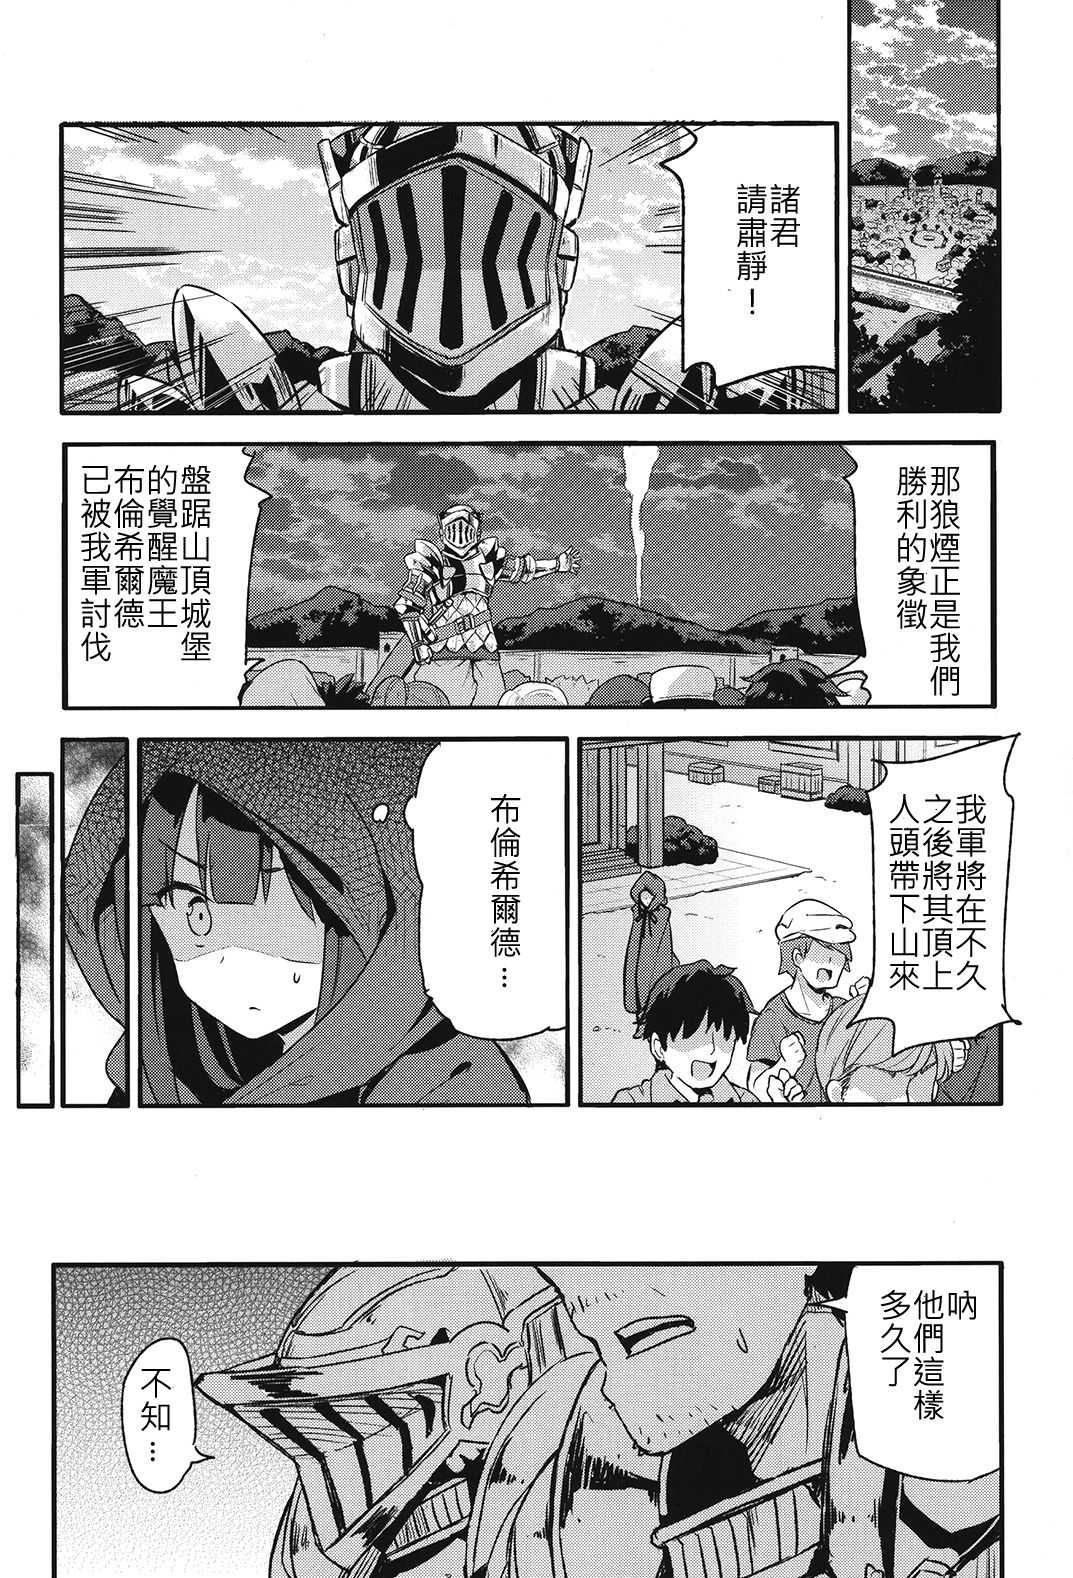 諸君
請肅靜！
那狼煙正是我們
勝利的象徵
盤踞山頂城堡
的覺醒魔王
布倫希爾德
已被我軍討伐
我軍將在不久
之後將其頂上
人頭帶下山來
布倫希爾德…
吶
他們這樣
多久了
不知…